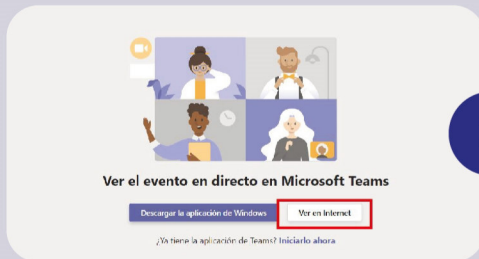 Ver el evento en directo en Microsoft Teams
Descargar la aplicación de Windows
Ver en Internet
¿Ya tiene la aplicación de Teams? Iniciarlo ahora